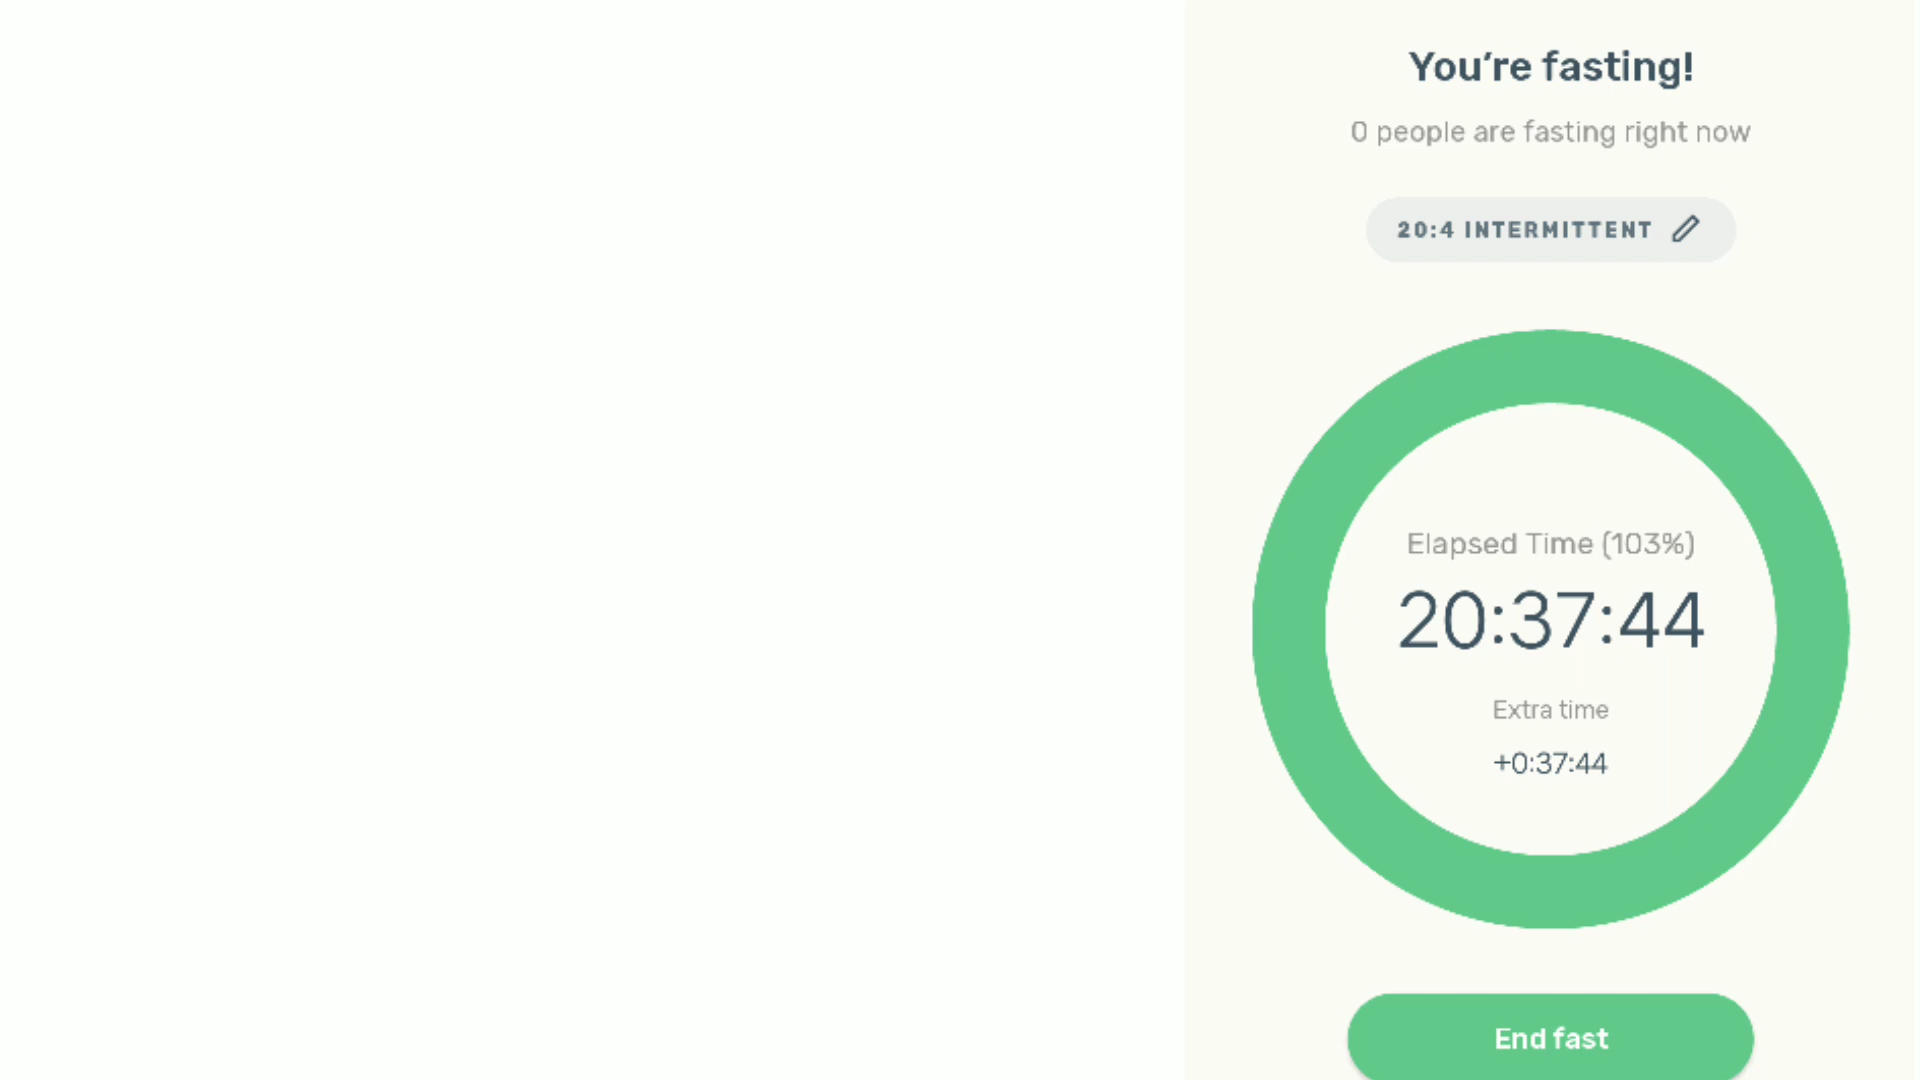 You’re fasting!
0 people are fasting right now
20:4 INTERMITTENT
Elapsed Time (103%)
20:37:44
Extra time
+0:37:44
End fast